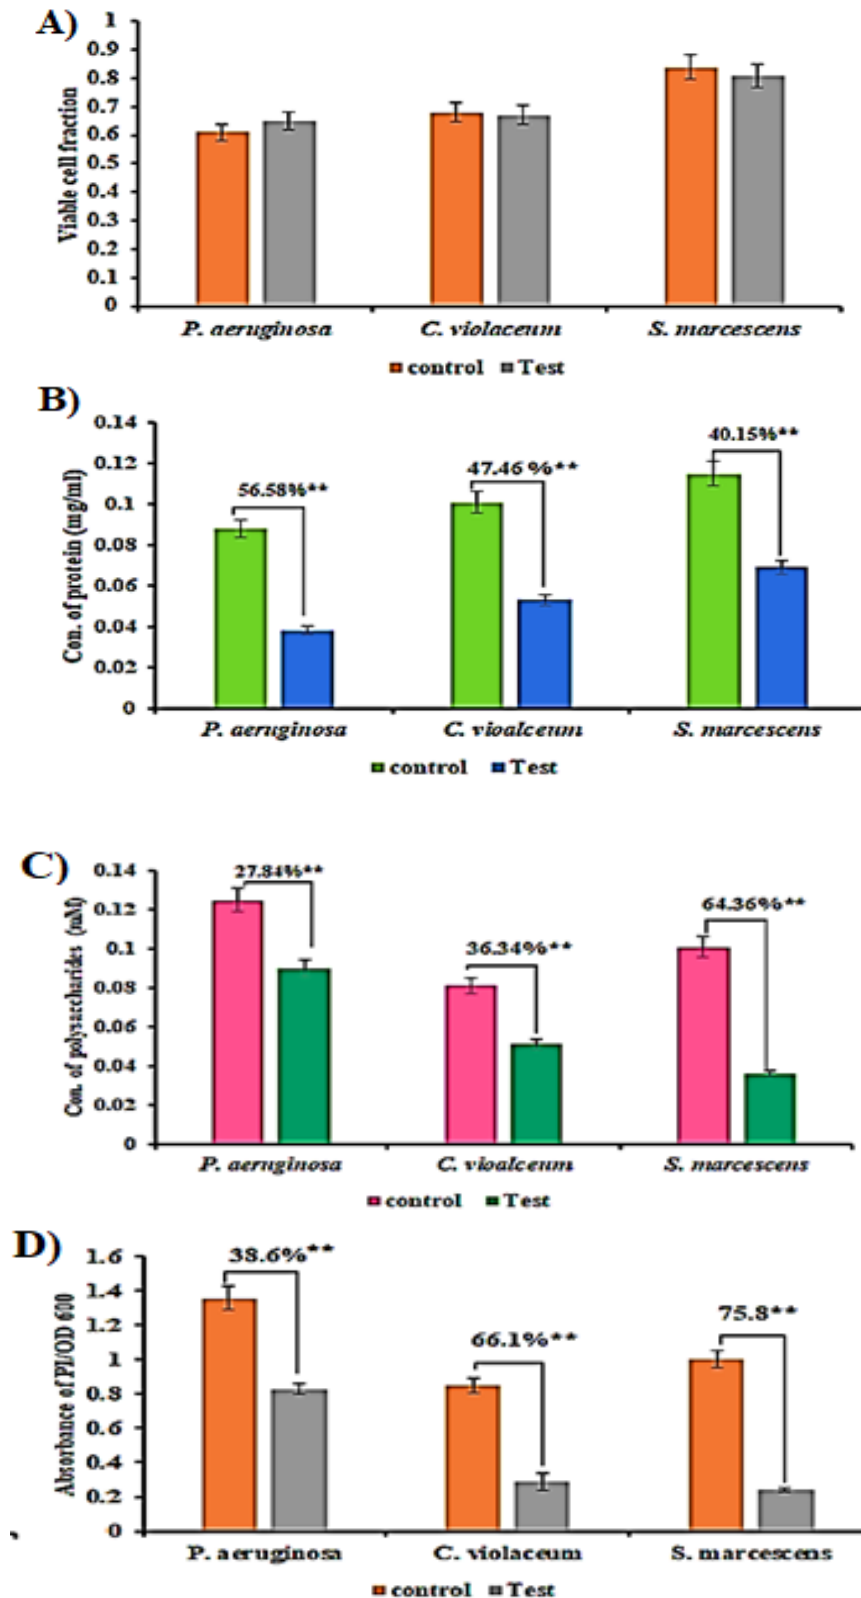 A)
Viable cell fraction
1
0.9
0.8
0.7
0.6
0.5
0.4
0.3
0.2
0.1
0
P. aeruginosa C. violaceum S. marcescens
control Test
B)
Con. of protein (mg/ml)
0.14
0.12
0.1
0.08
0.06
0.04
0.02
0
56.58%**
47.46 %**
40.15%**
P. aeruginosa C. vioalceum S. marcescens
control Test
C)
Con. of polysaccharides (mM)
0.14
0.12
0.1
0.08
0.06
0.04
0.02
0
27.84%**
36.34%**
64.36%**
P. aeruginosa C. vioalceum S. marcescens
control Test
D)
Absorbance of PI/OD 600
1.6
1.4
1.2
1
0.8
0.6
0.4
0.2
0
38.6%**
66.1%**
75.8**
P. aeruginosa C. violaceum S. marcescens
control Test